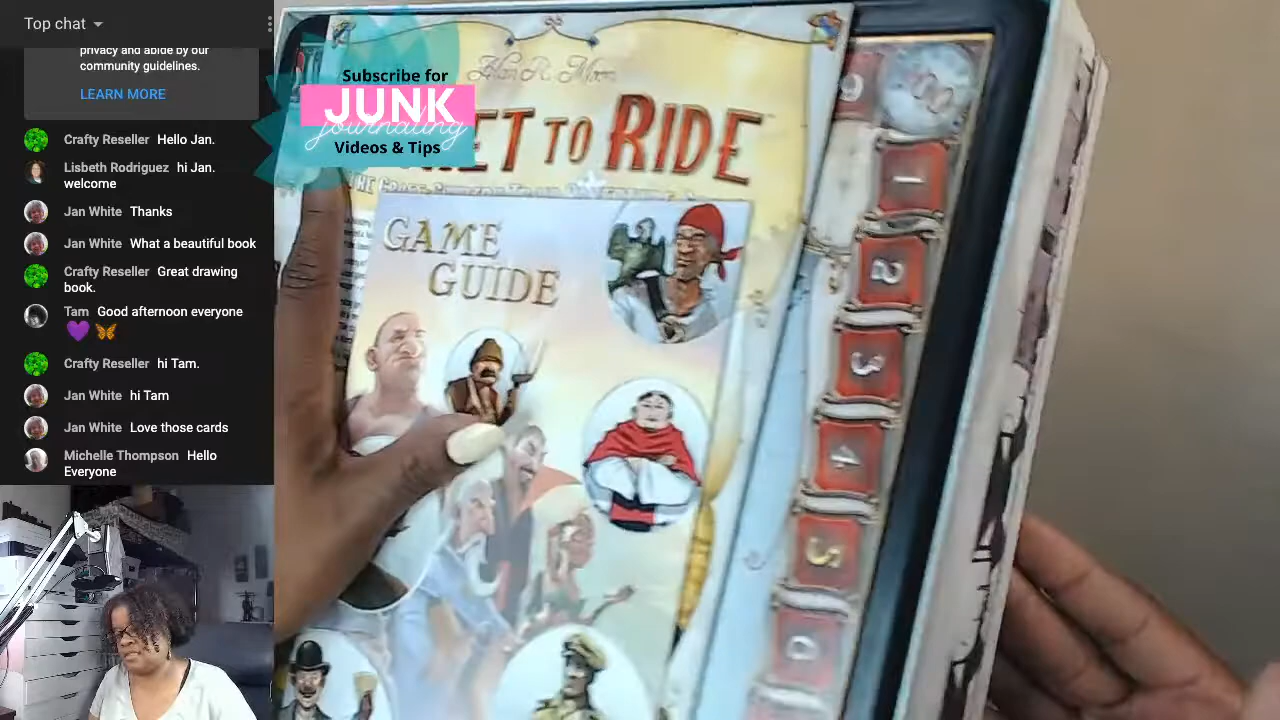 Top chat
privacy and abide by our
community guidelines.
LEARN MORE
Crafty Reseller Hello Jan.
Lisbeth Rodriguez hi Jan.
welcome
Jan White Thanks
Jan White What a beautiful book
Crafty Reseller Great drawing
book.
Tam Good afternoon everyone
💜 🦋
Crafty Reseller hi Tam.
Jan White hi Tam
Jan White Love those cards
Michelle Thompson Hello
Everyone
Subscribe for
JUNK
journaling
Videos & Tips
Alan R. Moon
ET TO RIDE
GAME
GUIDE
100
1
2
3
4
5